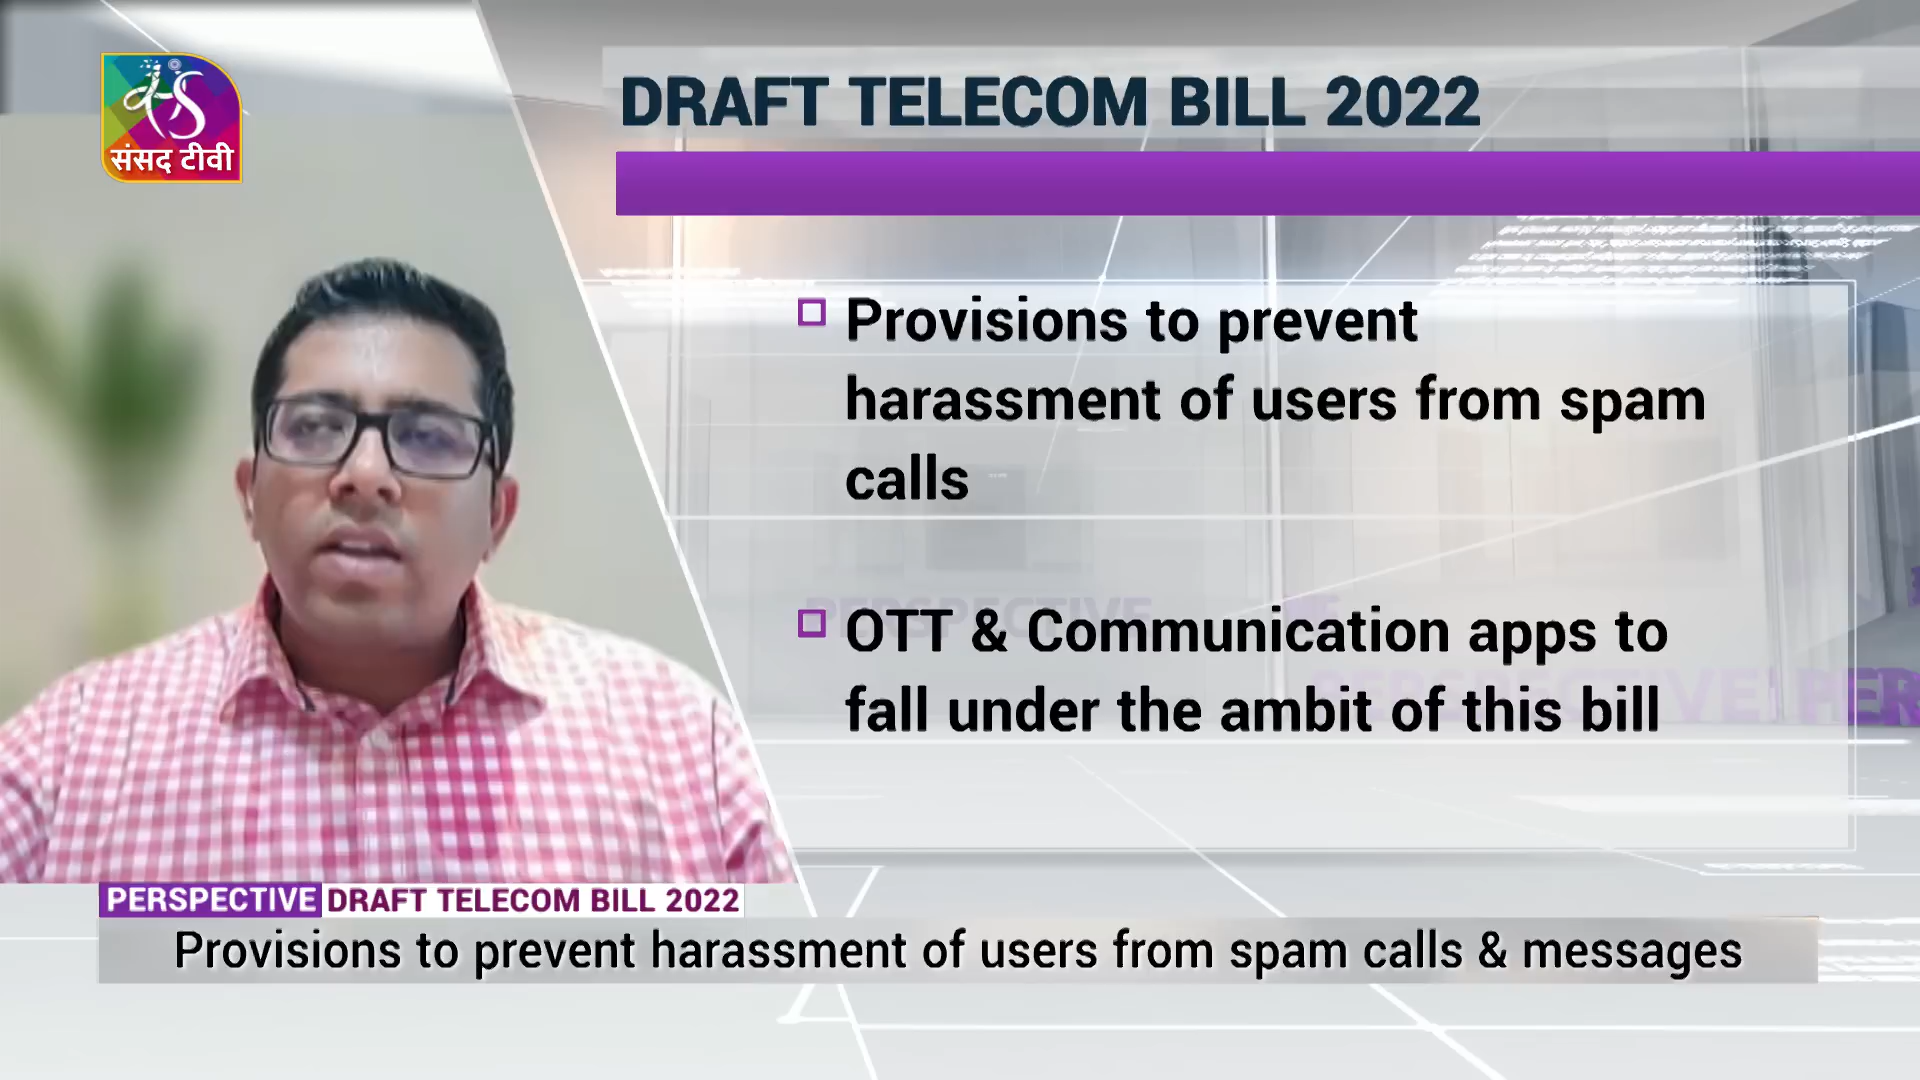 संसद टीवी
DRAFT TELECOM BILL 2022
Provisions to prevent
harassment of users from spam
calls
OTT & Communication apps to
fall under the ambit of this bill
PERSPECTIVE
PERSPECTIVE
PERSPECTIVE DRAFT TELECOM BILL 2022
Provisions to prevent harassment of users from spam calls & messages